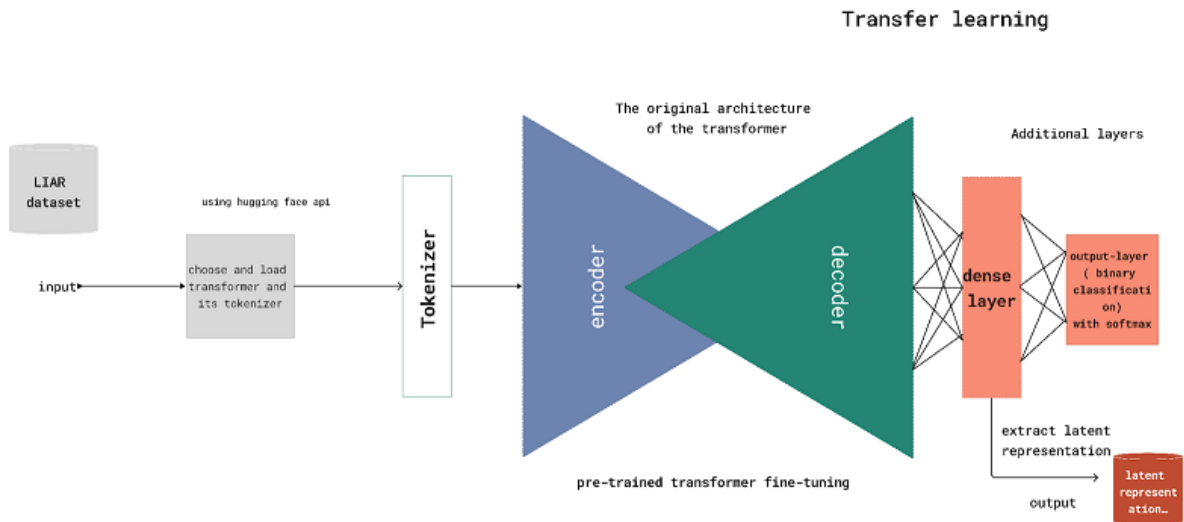 Transfer learning
The original architecture
of the transformer
Additional layers
LIAR
dataset
using hugging face api
input
choose and load
transformer and
its tokenizer
Tokenizer
encoder
decoder
dense
layer
output-layer
( binary
classificati
on)
with softmax
extract latent
representation
output
latent
represent
ation…
pre-trained transformer fine-tuning